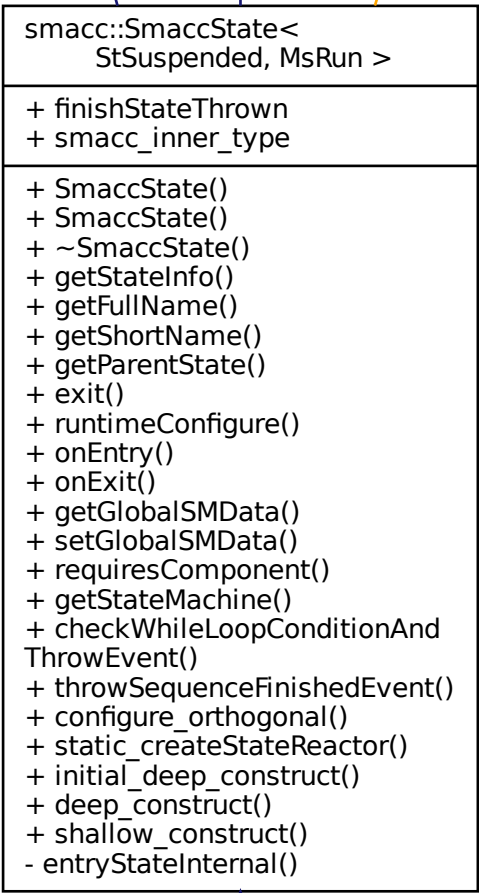 smacc::SmaccState<
StSuspended, MsRun >
+ finishStateThrown
+ smacc_inner_type
+ SmaccState()
+ SmaccState()
+ ~SmaccState()
+ getStateInfo()
+ getFullName()
+ getShortName()
+ getParentState()
+ exit()
+ runtimeConfigure()
+ onEntry()
+ onExit()
+ getGlobalSMData()
+ setGlobalSMData()
+ requiresComponent()
+ getStateMachine()
+ checkWhileLoopConditionAnd
ThrowEvent()
+ throwSequenceFinishedEvent()
+ configure_orthogonal()
+ static_createStateReactor()
+ initial_deep_construct()
+ deep_construct()
+ shallow_construct()
- entryStateInternal()